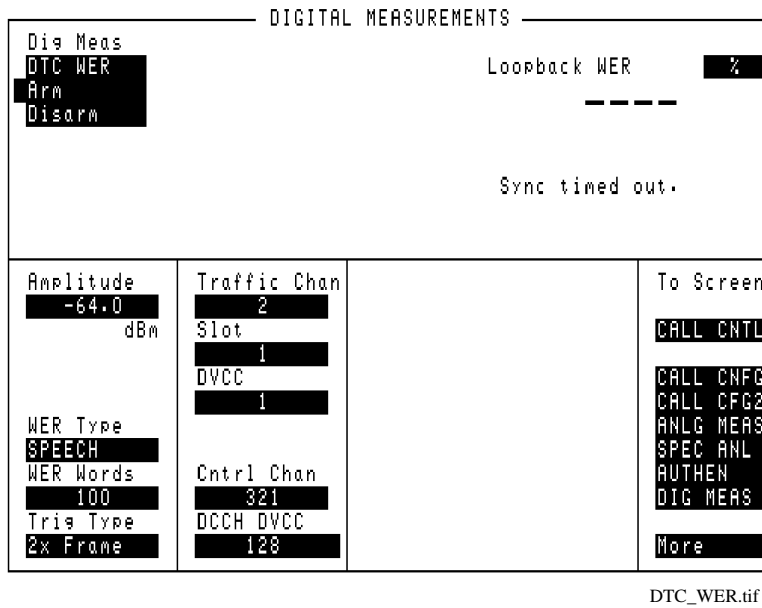 DIGITAL MEASUREMENTS
Dig Meas
DTC WER
Arm
Disarm
Loopback WER %
----
Sync timed out.
Amplitude
-64.0
dBm
WER Type
SPEECH
WER Words
100
Trig Type
2x Frame
Traffic Chan
2
Slot
1
DVCC
1
Cntrl Chan
321
DCCH DVCC
128
To Screen
CALL CNTL
CALL CNFG
CALL CFG2
ANLG MEAS
SPEC ANL
AUTHEN
DIG MEAS
More
DTC_WER.tif